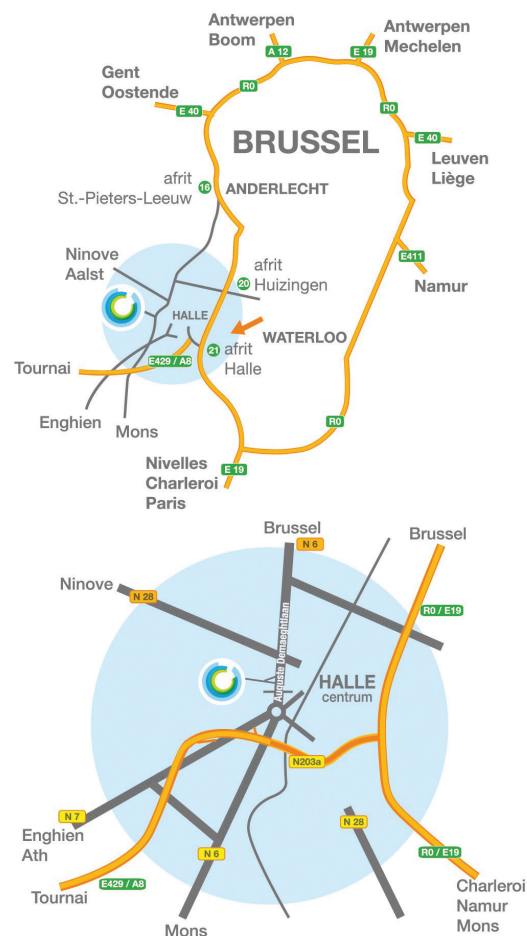 Antwerpen
Boom
Antwerpen
Mechelen
A 12
E 19
Gent
Oostende
R0
R0
E 40
BRUSSEL
E 40
Leuven
Liège
afrit
St.-Pieters-Leeuw
16
ANDERLECHT
E411
Ninove
Aalst
afrit
Huizingen
20
Namur
HALLE
WATERLOO
21
afrit
Halle
E429 / A8
Tournai
Enghien
Mons
R0
Nivelles
Charleroi
Paris
E 19
Brussel
N 6
Brussel
Ninove
N 28
R0 / E19
Auguste Demaeghtlaan
HALLE
centrum
N203a
N 7
Enghien
Ath
N 28
N 6
R0 / E19
E429 / A8
Tournai
Charleroi
Namur
Mons
Mons